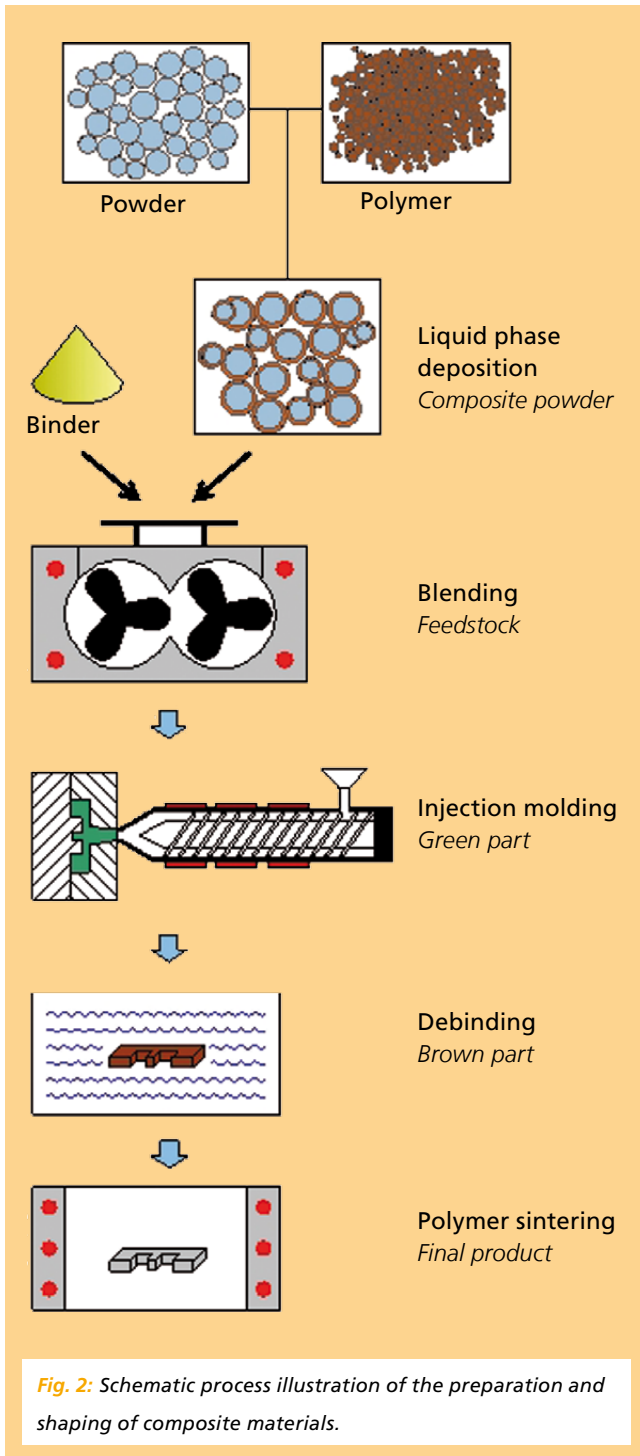 Powder
Polymer
Liquid phase
deposition
Composite powder
Binder
Blending
Feedstock
Injection molding
Green part
Debinding
Brown part
Polymer sintering
Final product
Fig. 2: Schematic process illustration of the preparation and
shaping of composite materials.